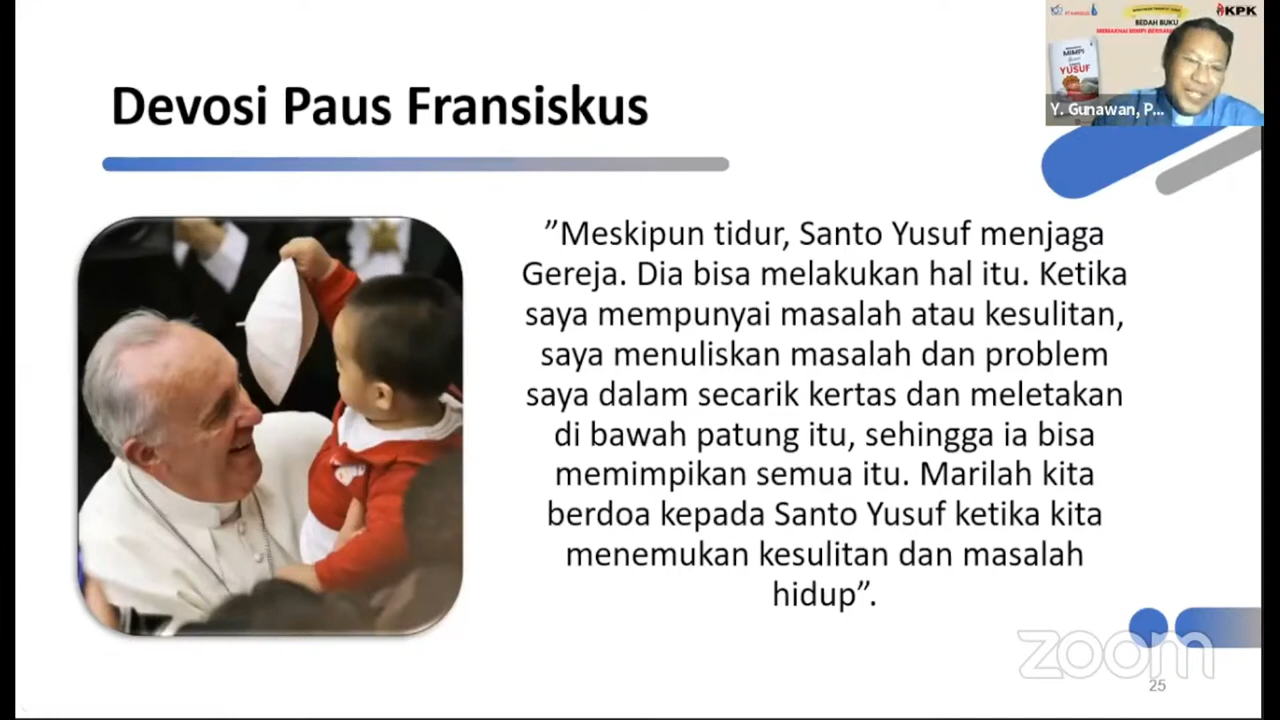 Devosi Paus Fransiskus
KPK
BEDAH BUKU
MIMPI
YUSUF
Y. Gunawan, P...
”Meskipun tidur, Santo Yusuf menjaga
Gereja. Dia bisa melakukan hal itu. Ketika
saya mempunyai masalah atau kesulitan,
saya menuliskan masalah dan problem
saya dalam secarik kertas dan meletakan
di bawah patung itu, sehingga ia bisa
memimpikan semua itu. Marilah kita
berdoa kepada Santo Yusuf ketika kita
menemukan kesulitan dan masalah
hidup”.
zoom
25